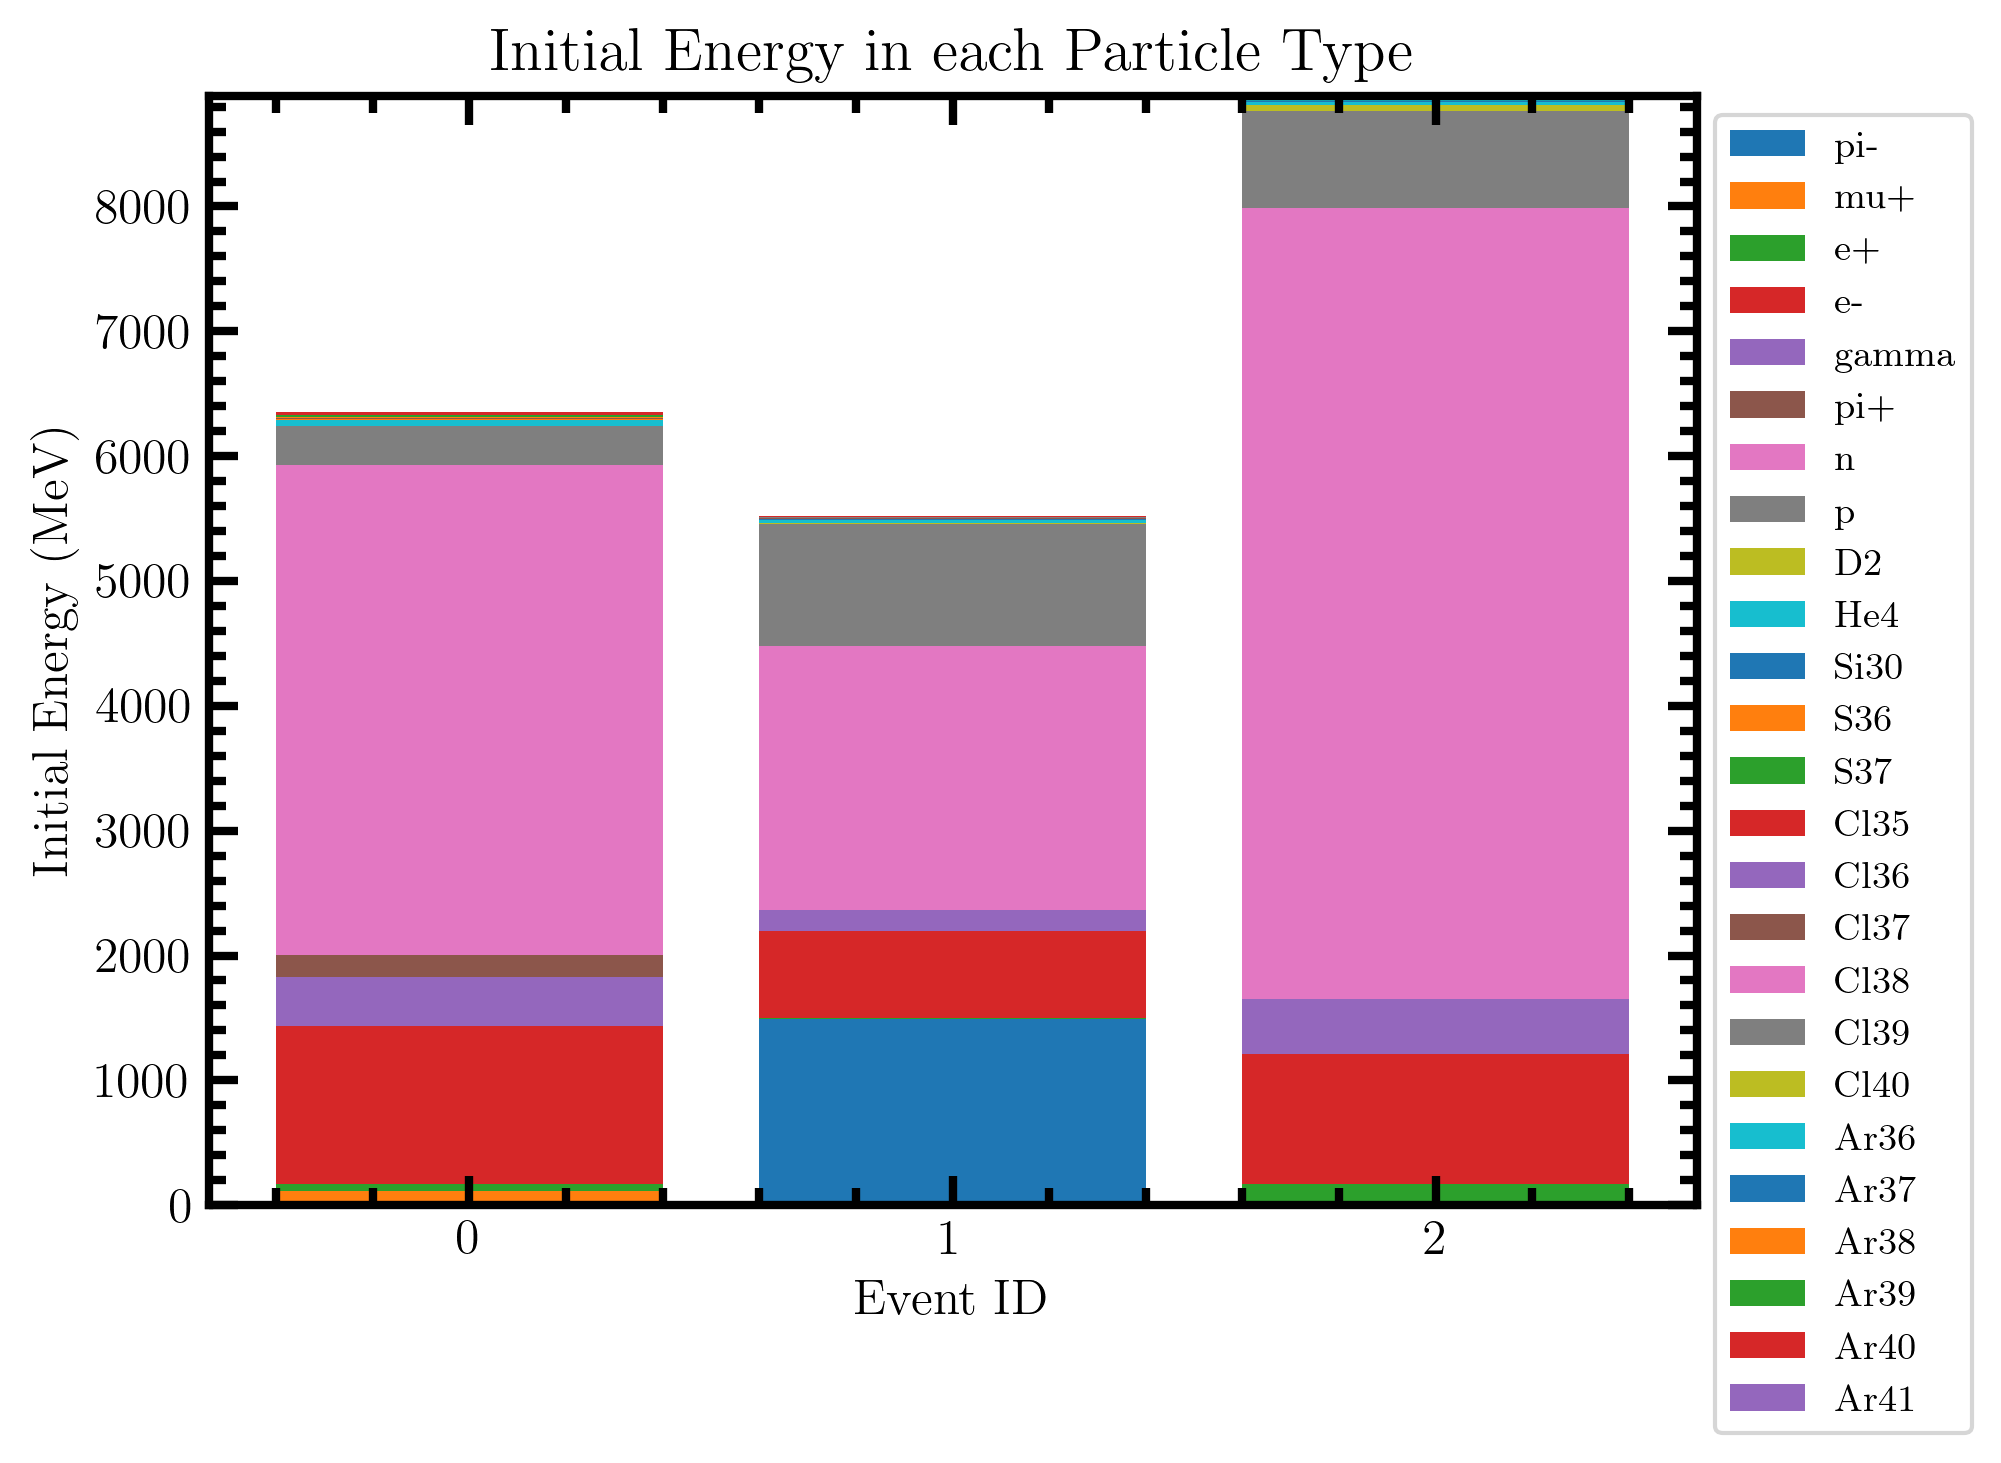 Initial Energy in each Particle Type
Initial Energy (MeV)
8000
7000
6000
5000
4000
3000
2000
1000
0
0 1 2
Event ID
pi-
mu+
e+
e-
gamma
pi+
n
p
D2
He4
Si30
S36
S37
Cl35
Cl36
Cl37
Cl38
Cl39
Cl40
Ar36
Ar37
Ar38
Ar39
Ar40
Ar41